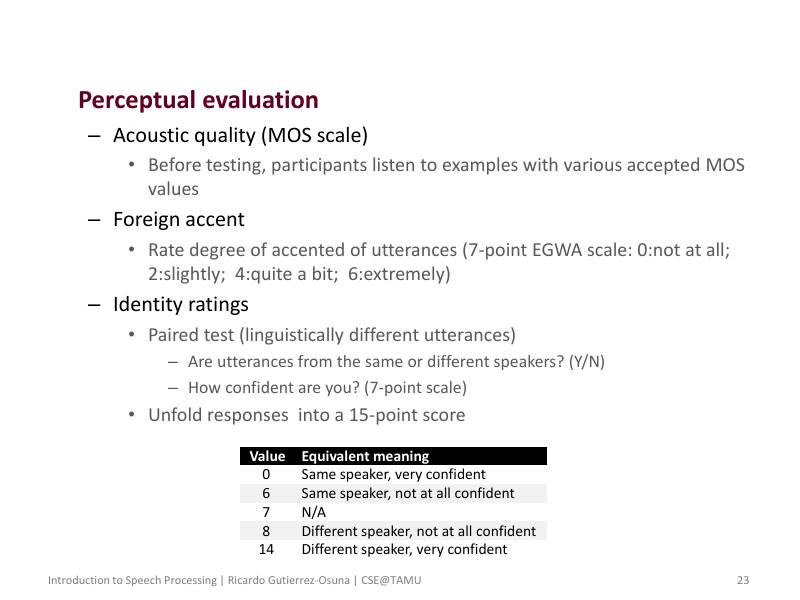 Perceptual evaluation
– Acoustic quality (MOS scale)
• Before testing, participants listen to examples with various accepted MOS
values
– Foreign accent
• Rate degree of accented of utterances (7-point EGWA scale: 0:not at all;
2:slightly;  4:quite a bit;  6:extremely)
– Identity ratings
• Paired test (linguistically different utterances)
– Are utterances from the same or different speakers? (Y/N)
– How confident are you? (7-point scale)
• Unfold responses  into a 15-point score
Value Equivalent meaning
0 Same speaker, very confident
6 Same speaker, not at all confident
7 N/A
8 Different speaker, not at all confident
14 Different speaker, very confident
Introduction to Speech Processing | Ricardo Gutierrez-Osuna | CSE@TAMU 23